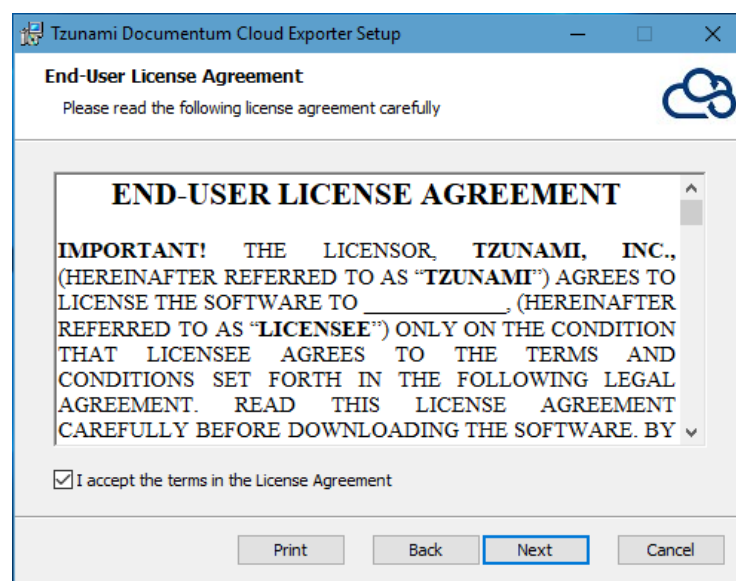 Tzunami Documentum Cloud Exporter Setup
End-User License Agreement
Please read the following license agreement carefully
END-USER LICENSE AGREEMENT
IMPORTANT! THE LICENSOR, TZUNAMI, INC.,
(HEREINAFTER REFERRED TO AS “TZUNAMI”) AGREES TO
LICENSE THE SOFTWARE TO ______________, (HEREINAFTER
REFERRED TO AS “LICENSEE”) ONLY ON THE CONDITION
THAT LICENSEE AGREES TO THE TERMS AND
CONDITIONS SET FORTH IN THE FOLLOWING LEGAL
AGREEMENT. READ THIS LICENSE AGREEMENT
CAREFULLY BEFORE DOWNLOADING THE SOFTWARE. BY
I accept the terms in the License Agreement
Print Back Next Cancel